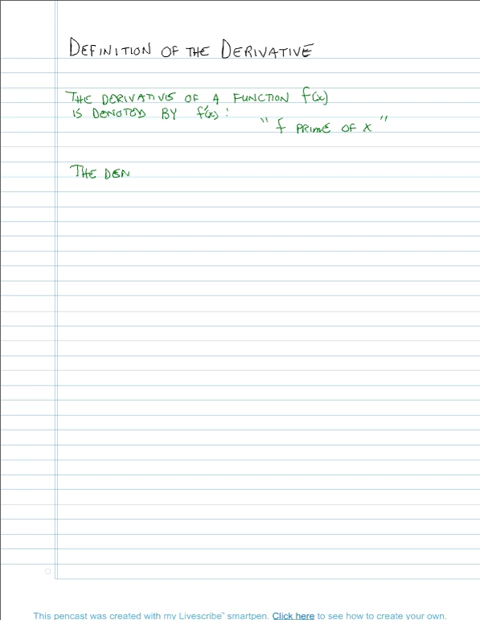 DEFINITION OF THE DERIVATIVE
THE DERIVATIVE OF A FUNCTION f(x)
IS DENOTED BY f'(x) :
" f PRIME OF X "
THE DEN
This pencast was created with my Livescribe™ smartpen. Click here to see how to create your own.